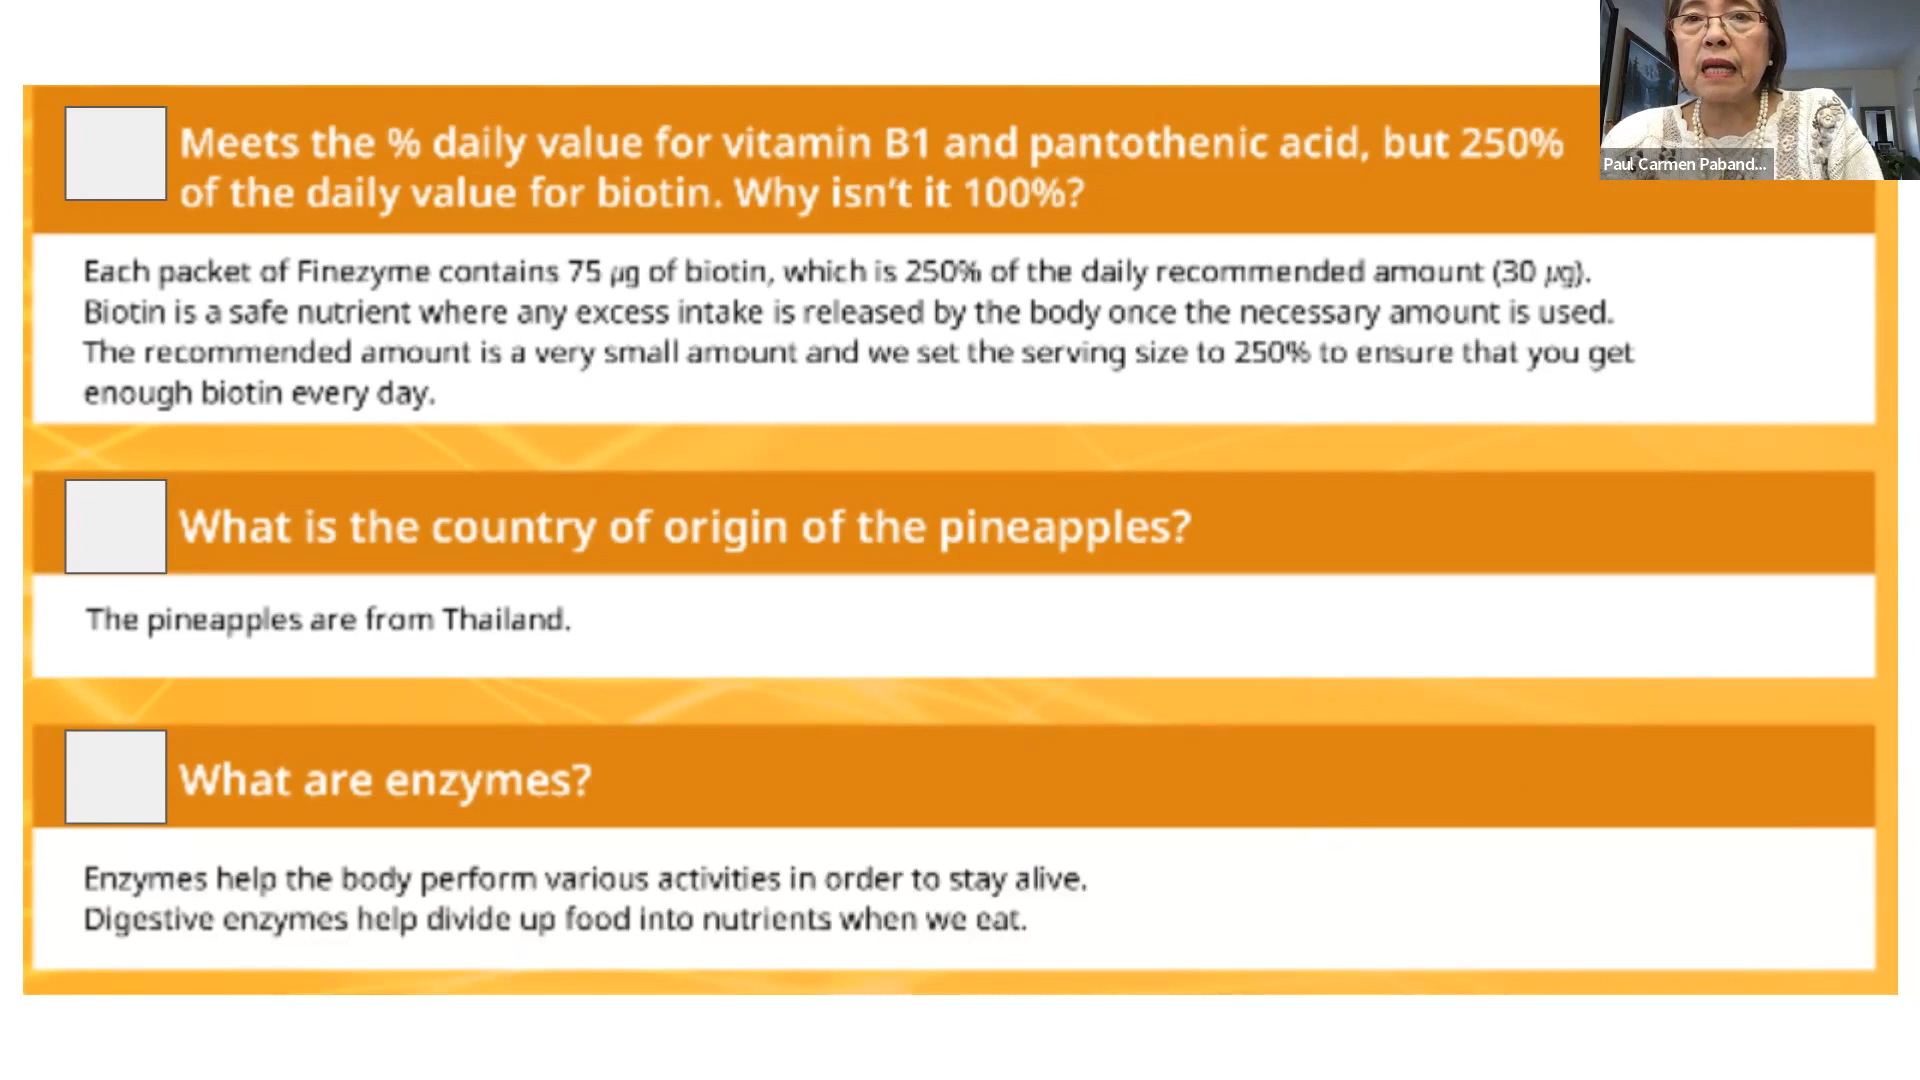 Meets the % daily value for vitamin B1 and pantothenic acid, but 250%
of the daily value for biotin. Why isn't it 100%?
Paul Carmen Paband...
Each packet of Finezyme contains 75 μg of biotin, which is 250% of the daily recommended amount (30 μg).
Biotin is a safe nutrient where any excess intake is released by the body once the necessary amount is used.
The recommended amount is a very small amount and we set the serving size to 250% to ensure that you get
enough biotin every day.
What is the country of origin of the pineapples?
The pineapples are from Thailand.
What are enzymes?
Enzymes help the body perform various activities in order to stay alive.
Digestive enzymes help divide up food into nutrients when we eat.